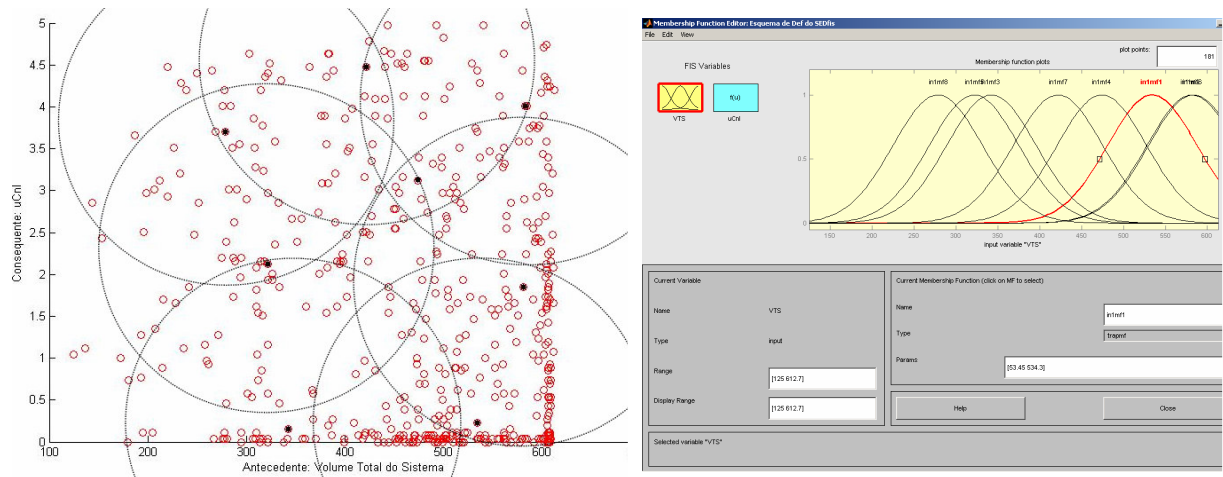 5
4.5
4
3.5
3
2.5
2
1.5
1
0.5
0
Consequente: uCnl
100
200
300
400
500
600
Antecedente: Volume Total do Sistema
Membership Function Editor: Esquema de Def do SEDfis
File Edit View
FIS Variables
VTS
f(u)
uCnl
plot points:
181
Membership function plots
in1mf8
in1mf3
in1mf7
in1mf4
in1mf1
1
0.5
0
150
200
250
300
350
400
450
500
550
600
input variable "VTS"
Current Variable
Name
VTS
Type
input
Range
[125 612.7]
Display Range
[125 612.7]
Current Membership Function (click on MF to select)
Name
in1mf1
Type
trapmf
Params
[53.45 534.3]
Help
Close
Selected variable "VTS"